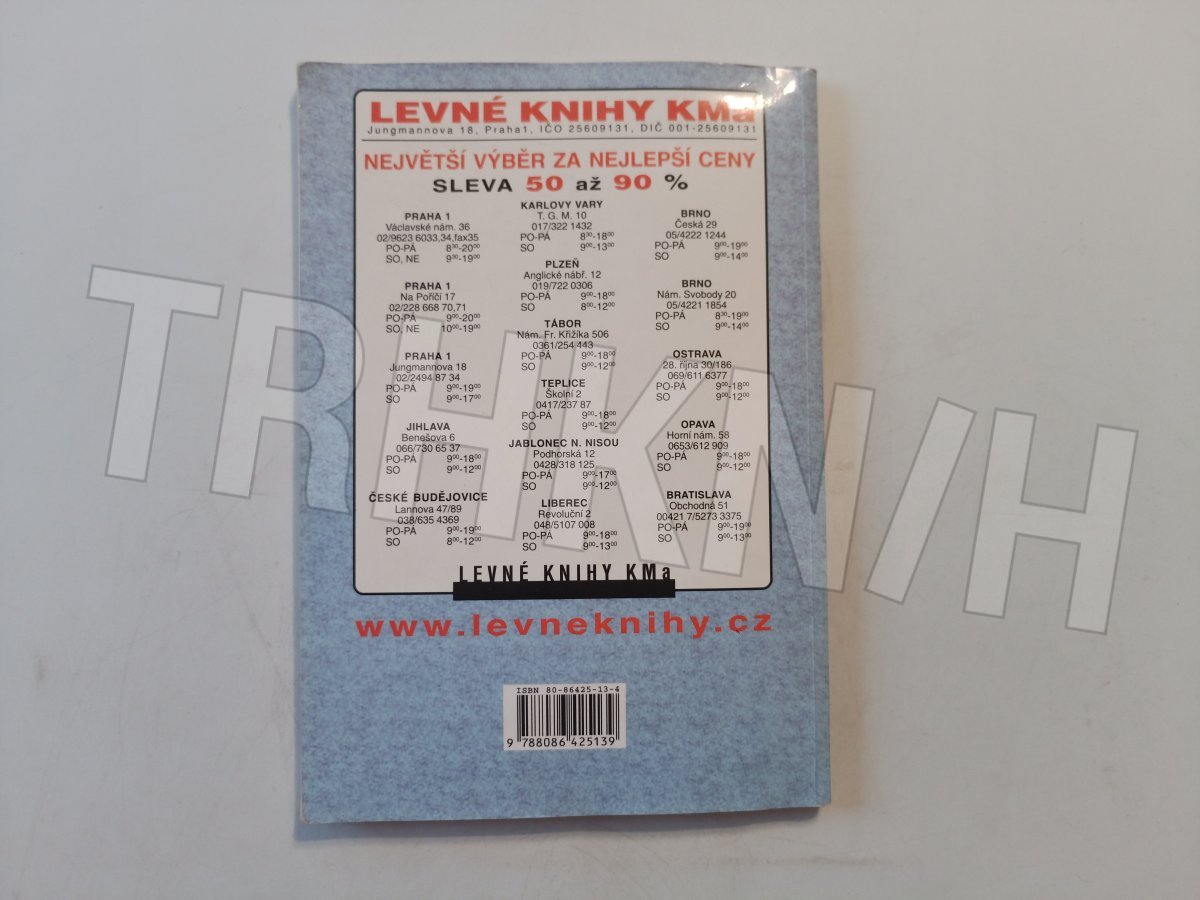 LEVNÉ KNIHY KMa
Jungmannova 18, Praha1, IČO 25609131, DIČ 001-25609131
NEJVĚTŠÍ VÝBĚR ZA NEJLEPŠÍ CENY
SLEVA 50 až 90 %
PRAHA 1
Václavské nám. 36
02/9623 6033,34,fax35
PO-PÁ 8³⁰-20⁰⁰
SO, NE 9⁰⁰-19⁰⁰
PRAHA 1
Na Poříčí 17
02/228 668 70,71
PO-PÁ 9⁰⁰-20⁰⁰
SO, NE 10⁰⁰-19⁰⁰
PRAHA 1
Jungmannova 18
02/2494 87 34
PO-PÁ 9⁰⁰-19⁰⁰
SO 9⁰⁰-17⁰⁰
JIHLAVA
Benešova 6
066/730 65 37
PO-PÁ 9⁰⁰-18⁰⁰
SO 9⁰⁰-12⁰⁰
ČESKÉ BUDĚJOVICE
Lannova 47/89
038/635 4369
PO-PÁ 9⁰⁰-19⁰⁰
SO 8⁰⁰-12⁰⁰
KARLOVY VARY
T. G. M. 10
017/322 1432
PO-PÁ 8³⁰-18⁰⁰
SO 9⁰⁰-13⁰⁰
PLZEŇ
Anglické nábř. 12
019/722 0306
PO-PÁ 9⁰⁰-18⁰⁰
SO 8⁰⁰-12⁰⁰
TÁBOR
Nám. Fr. Křižíka 506
0361/254 443
PO-PÁ 9⁰⁰-18⁰⁰
SO 9⁰⁰-12⁰⁰
TEPLICE
Školní 2
0417/237 87
PO-PÁ 9⁰⁰-18⁰⁰
SO 9⁰⁰-12⁰⁰
JABLONEC N. NISOU
Podhorská 12
0428/318 125
PO-PÁ 9⁰⁰-17⁰⁰
SO 9⁰⁰-12⁰⁰
LIBEREC
Revoluční 2
048/5107 008
PO-PÁ 9⁰⁰-18⁰⁰
SO 9⁰⁰-13⁰⁰
BRNO
Česká 29
05/4222 1244
PO-PÁ 9⁰⁰-19⁰⁰
SO 9⁰⁰-14⁰⁰
BRNO
Nám. Svobody 20
05/4221 1854
PO-PÁ 8³⁰-19⁰⁰
SO 9⁰⁰-14⁰⁰
OSTRAVA
28. října 30/186
069/611 6377
PO-PÁ 9⁰⁰-18⁰⁰
SO 9⁰⁰-12⁰⁰
OPAVA
Horní nám. 58
0653/612 909
PO-PÁ 9⁰⁰-18⁰⁰
SO 9⁰⁰-12⁰⁰
BRATISLAVA
Obchodná 51
00421 7/5273 3375
PO-PÁ 9⁰⁰-19⁰⁰
SO 9⁰⁰-13⁰⁰
LEVNÉ KNIHY KMa
www.levneknihy.cz
ISBN 80-86425-13-4
9 788086 425139
TRHKNIH